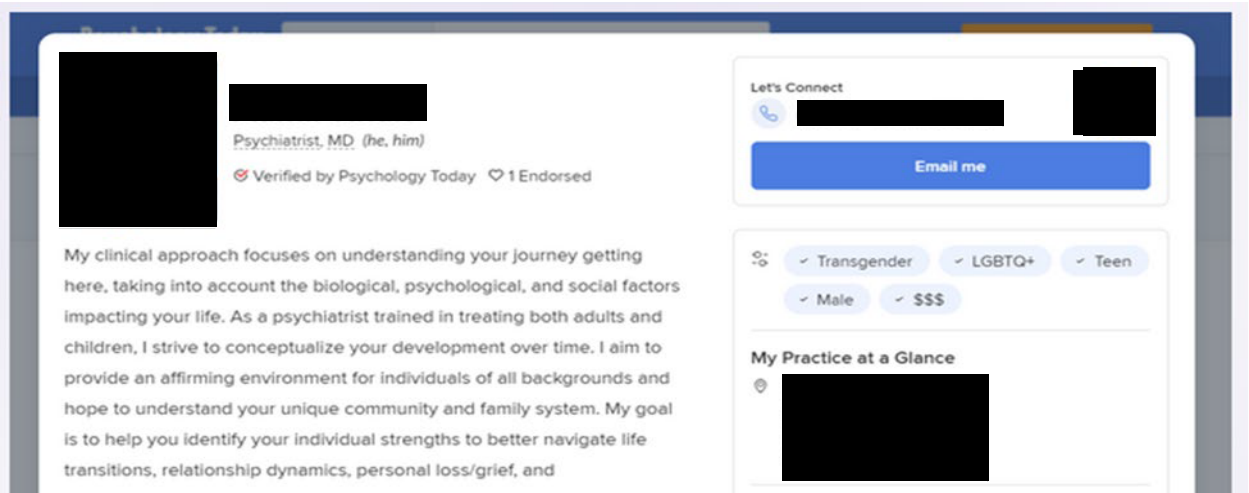 Psychiatrist, MD (he, him)
Verified by Psychology Today 1 Endorsed
My clinical approach focuses on understanding your journey getting
here, taking into account the biological, psychological, and social factors
impacting your life. As a psychiatrist trained in treating both adults and
children, I strive to conceptualize your development over time. I aim to
provide an affirming environment for individuals of all backgrounds and
hope to understand your unique community and family system. My goal
is to help you identify your individual strengths to better navigate life
transitions, relationship dynamics, personal loss/grief, and
Let's Connect
Email me
Transgender LGBTQ+ Teen
Male $$$
My Practice at a Glance